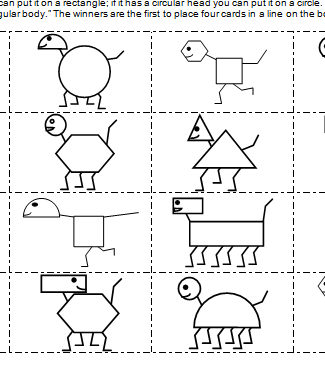 can put it on a rectangle; if it has a circular head you can put it on a circle.
gular body." The winners are the first to place four cards in a line on the bo